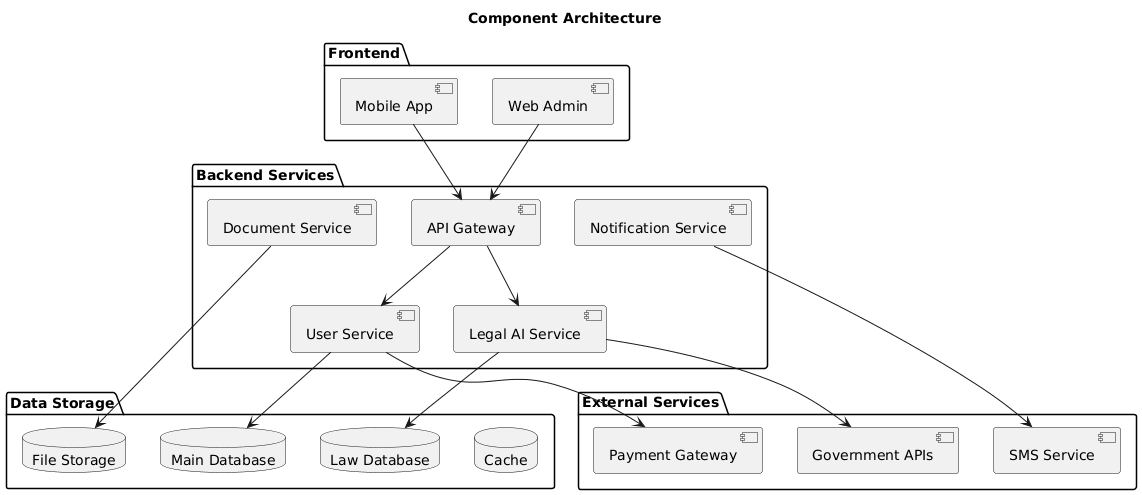 Component Architecture
Frontend
Mobile App
Web Admin
Backend Services
Document Service
API Gateway
Notification Service
User Service
Legal AI Service
Data Storage
File Storage
Main Database
Law Database
Cache
External Services
Payment Gateway
Government APIs
SMS Service